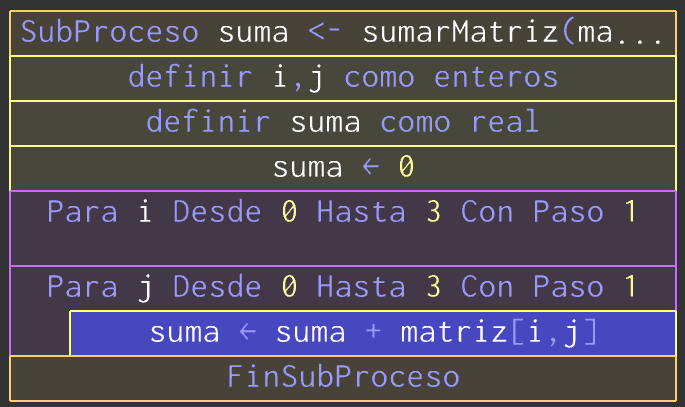 SubProceso suma <- sumarMatriz(ma...
definir i,j como enteros
definir suma como real
suma ← 0
Para i Desde 0 Hasta 3 Con Paso 1
Para j Desde 0 Hasta 3 Con Paso 1
suma ← suma + matriz[i,j]
FinSubProceso